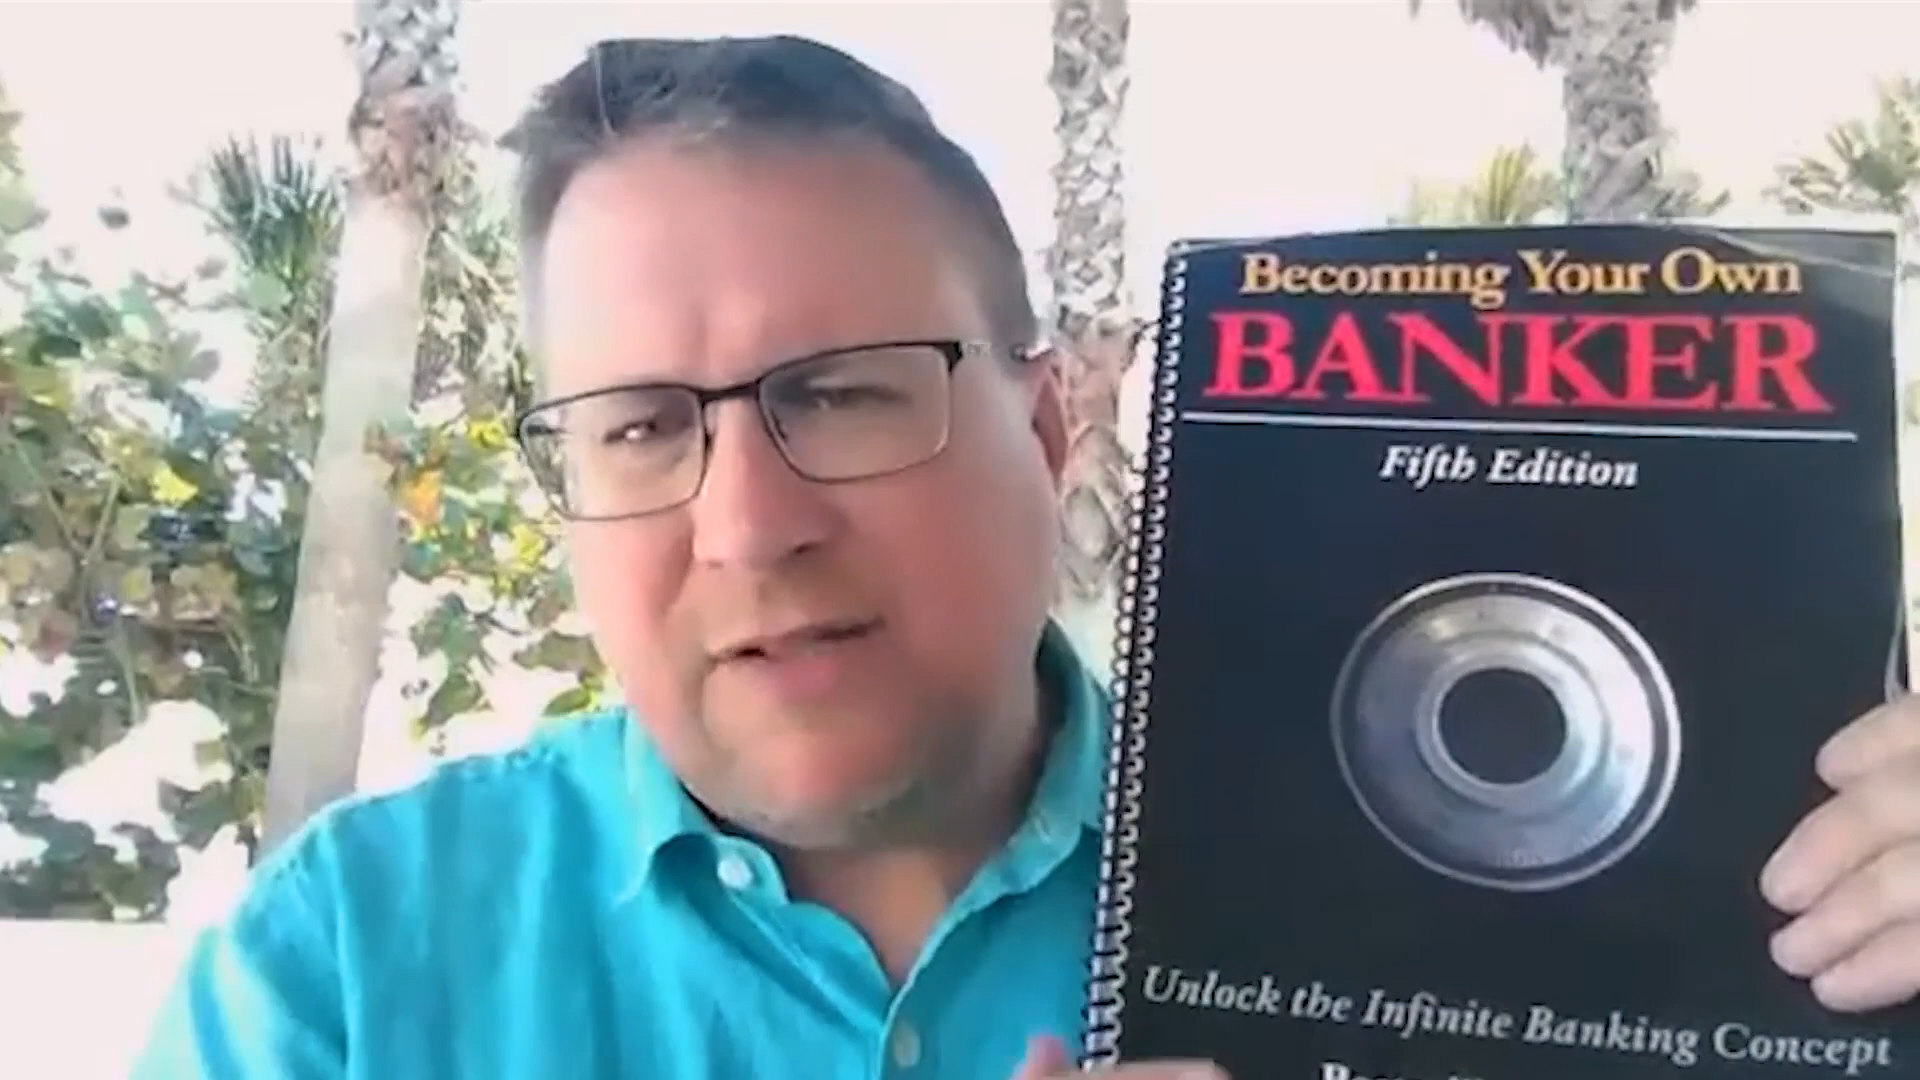 Becoming Your Own
BANKER
Fifth Edition
Unlock the Infinite Banking Concept